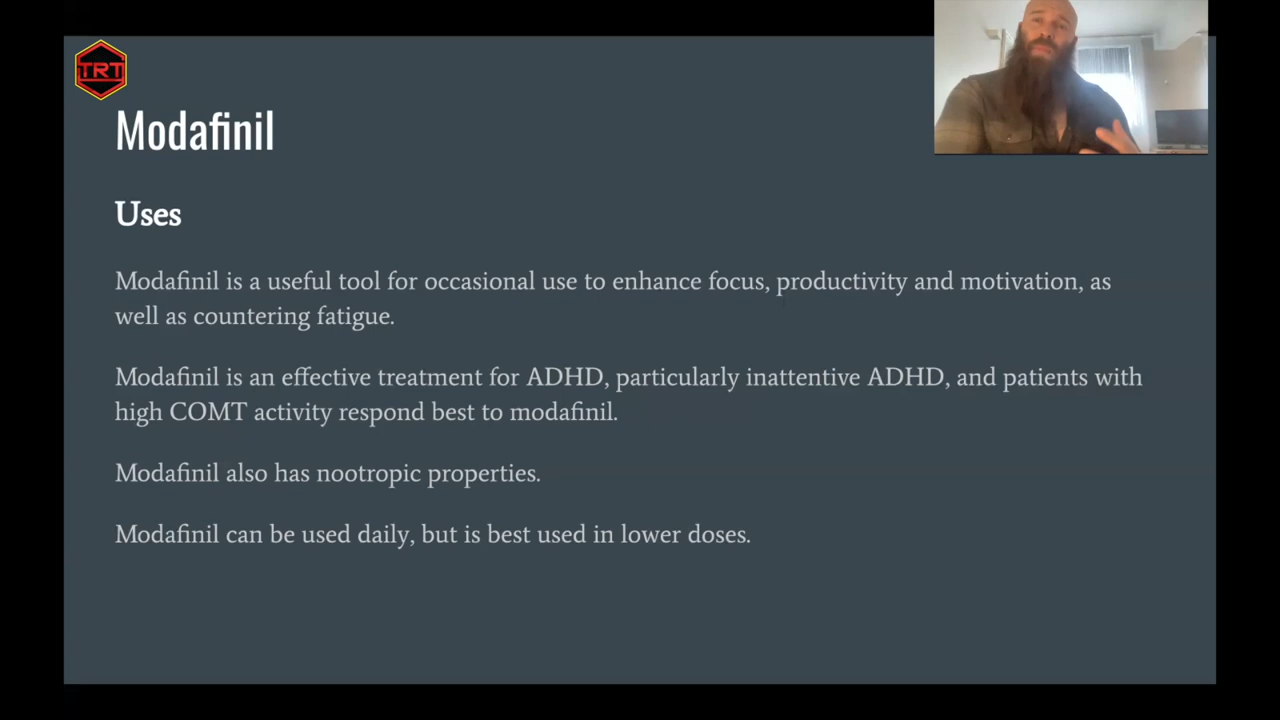 TRT
Modafinil
Uses
Modafinil is a useful tool for occasional use to enhance focus, productivity and motivation, as
well as countering fatigue.
Modafinil is an effective treatment for ADHD, particularly inattentive ADHD, and patients with
high COMT activity respond best to modafinil.
Modafinil also has nootropic properties.
Modafinil can be used daily, but is best used in lower doses.